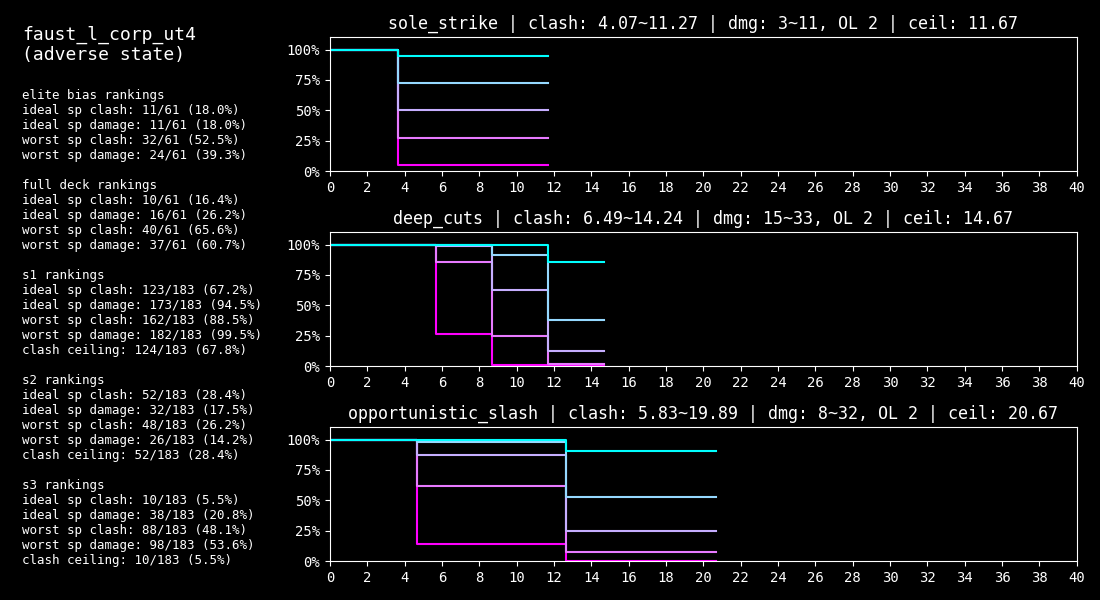 faust_l_corp_ut4
(adverse state)
elite bias rankings
ideal sp clash: 11/61 (18.0%)
ideal sp damage: 11/61 (18.0%)
worst sp clash: 32/61 (52.5%)
worst sp damage: 24/61 (39.3%)
full deck rankings
ideal sp clash: 10/61 (16.4%)
ideal sp damage: 16/61 (26.2%)
worst sp clash: 40/61 (65.6%)
worst sp damage: 37/61 (60.7%)
s1 rankings
ideal sp clash: 123/183 (67.2%)
ideal sp damage: 173/183 (94.5%)
worst sp clash: 162/183 (88.5%)
worst sp damage: 182/183 (99.5%)
clash ceiling: 124/183 (67.8%)
s2 rankings
ideal sp clash: 52/183 (28.4%)
ideal sp damage: 32/183 (17.5%)
worst sp clash: 48/183 (26.2%)
worst sp damage: 26/183 (14.2%)
clash ceiling: 52/183 (28.4%)
s3 rankings
ideal sp clash: 10/183 (5.5%)
ideal sp damage: 38/183 (20.8%)
worst sp clash: 88/183 (48.1%)
worst sp damage: 98/183 (53.6%)
clash ceiling: 10/183 (5.5%)
sole_strike | clash: 4.07~11.27 | dmg: 3~11, OL 2 | ceil: 11.67
100%
75%
50%
25%
0%
0 2 4 6 8 10 12 14 16 18 20 22 24 26 28 30 32 34 36 38 40
deep_cuts | clash: 6.49~14.24 | dmg: 15~33, OL 2 | ceil: 14.67
100%
75%
50%
25%
0%
0 2 4 6 8 10 12 14 16 18 20 22 24 26 28 30 32 34 36 38 40
opportunistic_slash | clash: 5.83~19.89 | dmg: 8~32, OL 2 | ceil: 20.67
100%
75%
50%
25%
0%
0 2 4 6 8 10 12 14 16 18 20 22 24 26 28 30 32 34 36 38 40